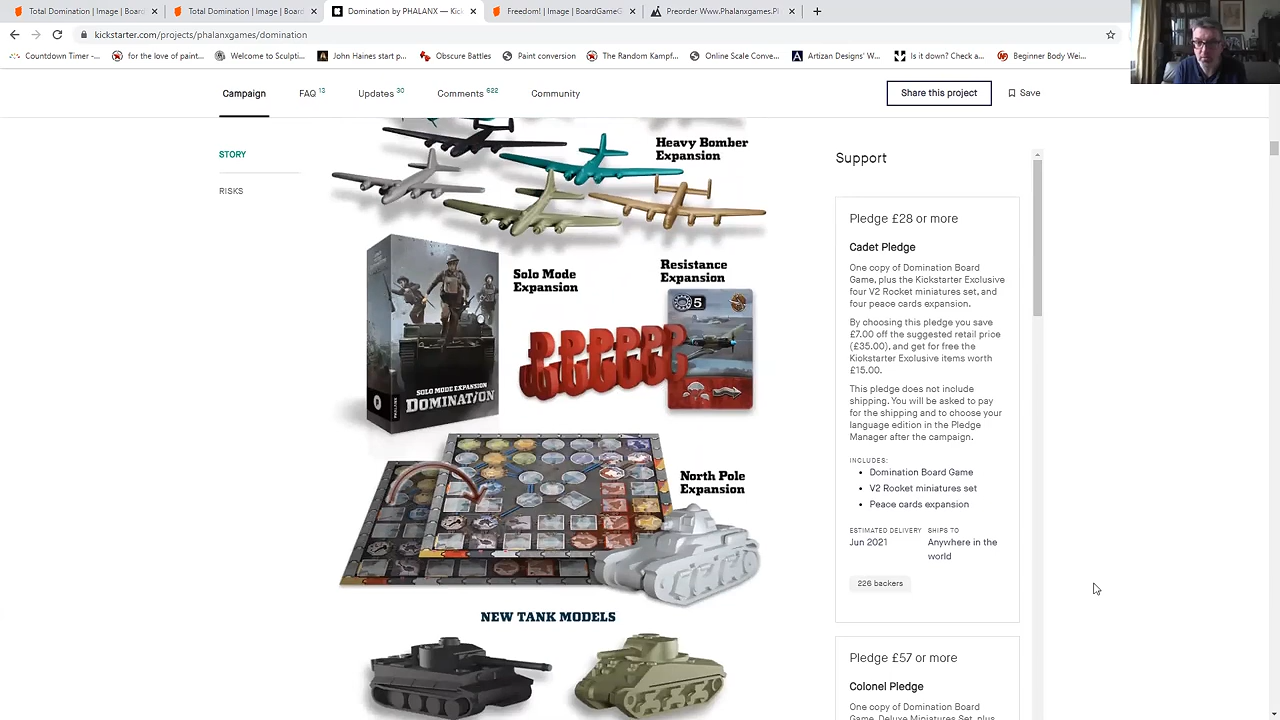 Total Domination | Image | Board
Total Domination | Image | Board
Domination by PHALANX — Kick
Freedom! | Image | BoardGameG
Preorder Www.Phalanxgames.Pl
kickstarter.com/projects/phalanxgames/domination
Countdown Timer -...
for the love of paint...
Welcome to Sculpti...
John Haines start p...
Obscure Battles
Paint conversion
The Random Kampf...
Online Scale Conve...
Artizan Designs' W...
Is it down? Check a...
Beginner Body Wei...
Campaign
FAQ 13
Updates 30
Comments 622
Community
Share this project
Save
STORY
RISKS
Heavy Bomber
Expansion
Solo Mode
Expansion
Resistance
Expansion
5
SOLO MODE EXPANSION
DOMINATION
PHALANX
North Pole
Expansion
NEW TANK MODELS
Support
Pledge £28 or more
Cadet Pledge
One copy of Domination Board
Game, plus the Kickstarter Exclusive
four V2 Rocket miniatures set, and
four peace cards expansion.
By choosing this pledge you save
£7.00 off the suggested retail price
(£35.00), and get for free the
Kickstarter Exclusive items worth
£15.00.
This pledge does not include
shipping. You will be asked to pay
for the shipping and to choose your
language edition in the Pledge
Manager after the campaign.
INCLUDES:
Domination Board Game
V2 Rocket miniatures set
Peace cards expansion
ESTIMATED DELIVERY
Jun 2021
SHIPS TO
Anywhere in the
world
226 backers
Pledge £57 or more
Colonel Pledge
One copy of Domination Board
Game, Deluxe Miniatures Set, plus